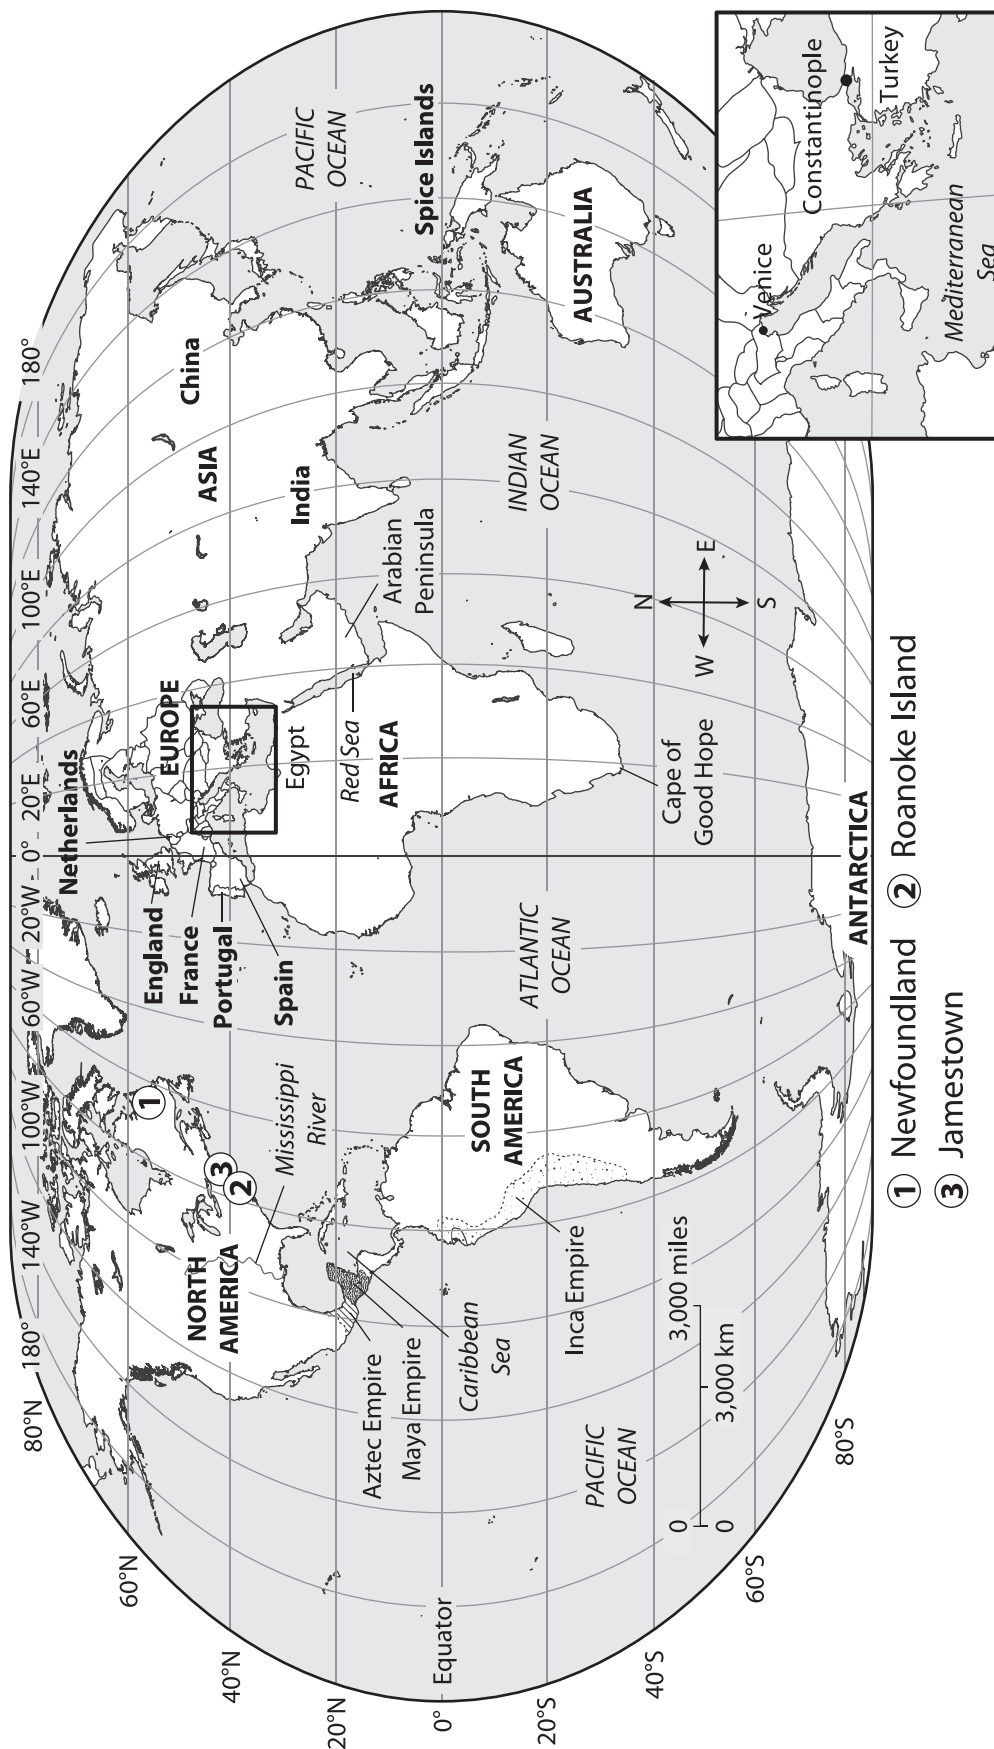 180°
140°W
100°W
60°W
20°W
0°
20°E
60°E
100°E
140°E
180°
80°N
60°N
40°N
20°N
0°
20°S
40°S
60°S
80°S
Equator
NORTH
AMERICA
1
3
2
Mississippi
River
Aztec Empire
Maya Empire
Caribbean
Sea
Inca Empire
SOUTH
AMERICA
PACIFIC
OCEAN
0
3,000 miles
0
3,000 km
ATLANTIC
OCEAN
Netherlands
England
France
Portugal
Spain
EUROPE
Egypt
Red Sea
AFRICA
Cape of
Good Hope
Arabian
Peninsula
ASIA
China
India
INDIAN
OCEAN
PACIFIC
OCEAN
Spice Islands
AUSTRALIA
ANTARCTICA
N
W
E
S
Venice
Constantinople
Turkey
Mediterranean
Sea
1 Newfoundland
2 Roanoke Island
3 Jamestown